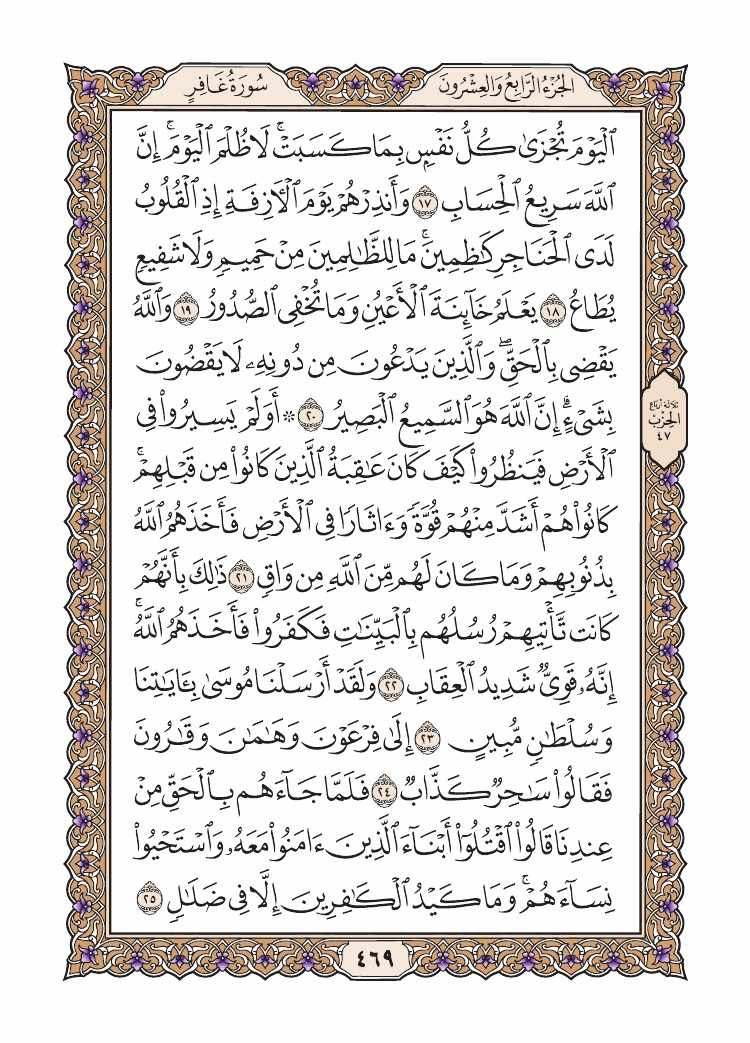 الجُزْءُ الرَّابِعُ وَالعِشْرُونَ
سُورَةُ غَافِرٍ
ٱلۡيَوۡمَ تُجۡزَىٰ كُلُّ نَفۡسِۭ بِمَا كَسَبَتۡۚ لَا ظُلۡمَ ٱلۡيَوۡمَۚ إِنَّ
ٱللَّهَ سَرِيعُ ٱلۡحِسَابِ ١٧ وَأَنذِرۡهُمۡ يَوۡمَ ٱلۡأٓزِفَةِ إِذِ ٱلۡقُلُوبُ
لَدَى ٱلۡحَنَاجِرِ كَٰظِمِينَۚ مَا لِلظَّٰلِمِينَ مِنۡ حَمِيمٖ وَلَا شَفِيعٖ
يُطَاعُ ١٨ يَعۡلَمُ خَآئِنَةَ ٱلۡأَعۡيُنِ وَمَا تُخۡفِي ٱلصُّدُورُ ١٩ وَٱللَّهُ
يَقۡضِي بِٱلۡحَقِّۖ وَٱلَّذِينَ يَدۡعُونَ مِن دُونِهِۦ لَا يَقۡضُونَ
بِشَيۡءٍۗ إِنَّ ٱللَّهَ هُوَ ٱلسَّمِيعُ ٱلۡبَصِيرُ ٢٠ ۞ أَوَلَمۡ يَسِيرُواْ فِي
ٱلۡأَرۡضِ فَيَنظُرُواْ كَيۡفَ كَانَ عَٰقِبَةُ ٱلَّذِينَ كَانُواْ مِن قَبۡلِهِمۡۚ
كَانُواْ هُمۡ أَشَدَّ مِنۡهُمۡ قُوَّةٗ وَءَاثَارٗا فِي ٱلۡأَرۡضِ فَأَخَذَهُمُ ٱللَّهُ
بِذُنُوبِهِمۡ وَمَا كَانَ لَهُم مِّنَ ٱللَّهِ مِن وَاقٖ ٢١ ذَٰلِكَ بِأَنَّهُمۡ
كَانَت تَّأۡتِيهِمۡ رُسُلُهُم بِٱلۡبَيِّنَٰتِ فَكَفَرُواْ فَأَخَذَهُمُ ٱللَّهُۚ
إِنَّهُۥ قَوِيّٞ شَدِيدُ ٱلۡعِقَابِ ٢٢ وَلَقَدۡ أَرۡسَلۡنَا مُوسَىٰ بِـَٔايَٰتِنَا
وَسُلۡطَٰنٖ مُّبِينٍ ٢٣ إِلَىٰ فِرۡعَوۡنَ وَهَٰمَٰنَ وَقَٰرُونَ
فَقَالُواْ سَٰحِرٞ كَذَّابٞ ٢٤ فَلَمَّا جَآءَهُم بِٱلۡحَقِّ مِنۡ
عِندِنَا قَالُواْ ٱقۡتُلُوٓاْ أَبۡنَآءَ ٱلَّذِينَ ءَامَنُواْ مَعَهُۥ وَٱسۡتَحۡيُواْ
نِسَآءَهُمۡۚ وَمَا كَيۡدُ ٱلۡكَٰفِرِينَ إِلَّا فِي ضَلَٰلٖ ٢٥
ثلاثة أرباع
الحِزْب
٤٧
٤٦٩